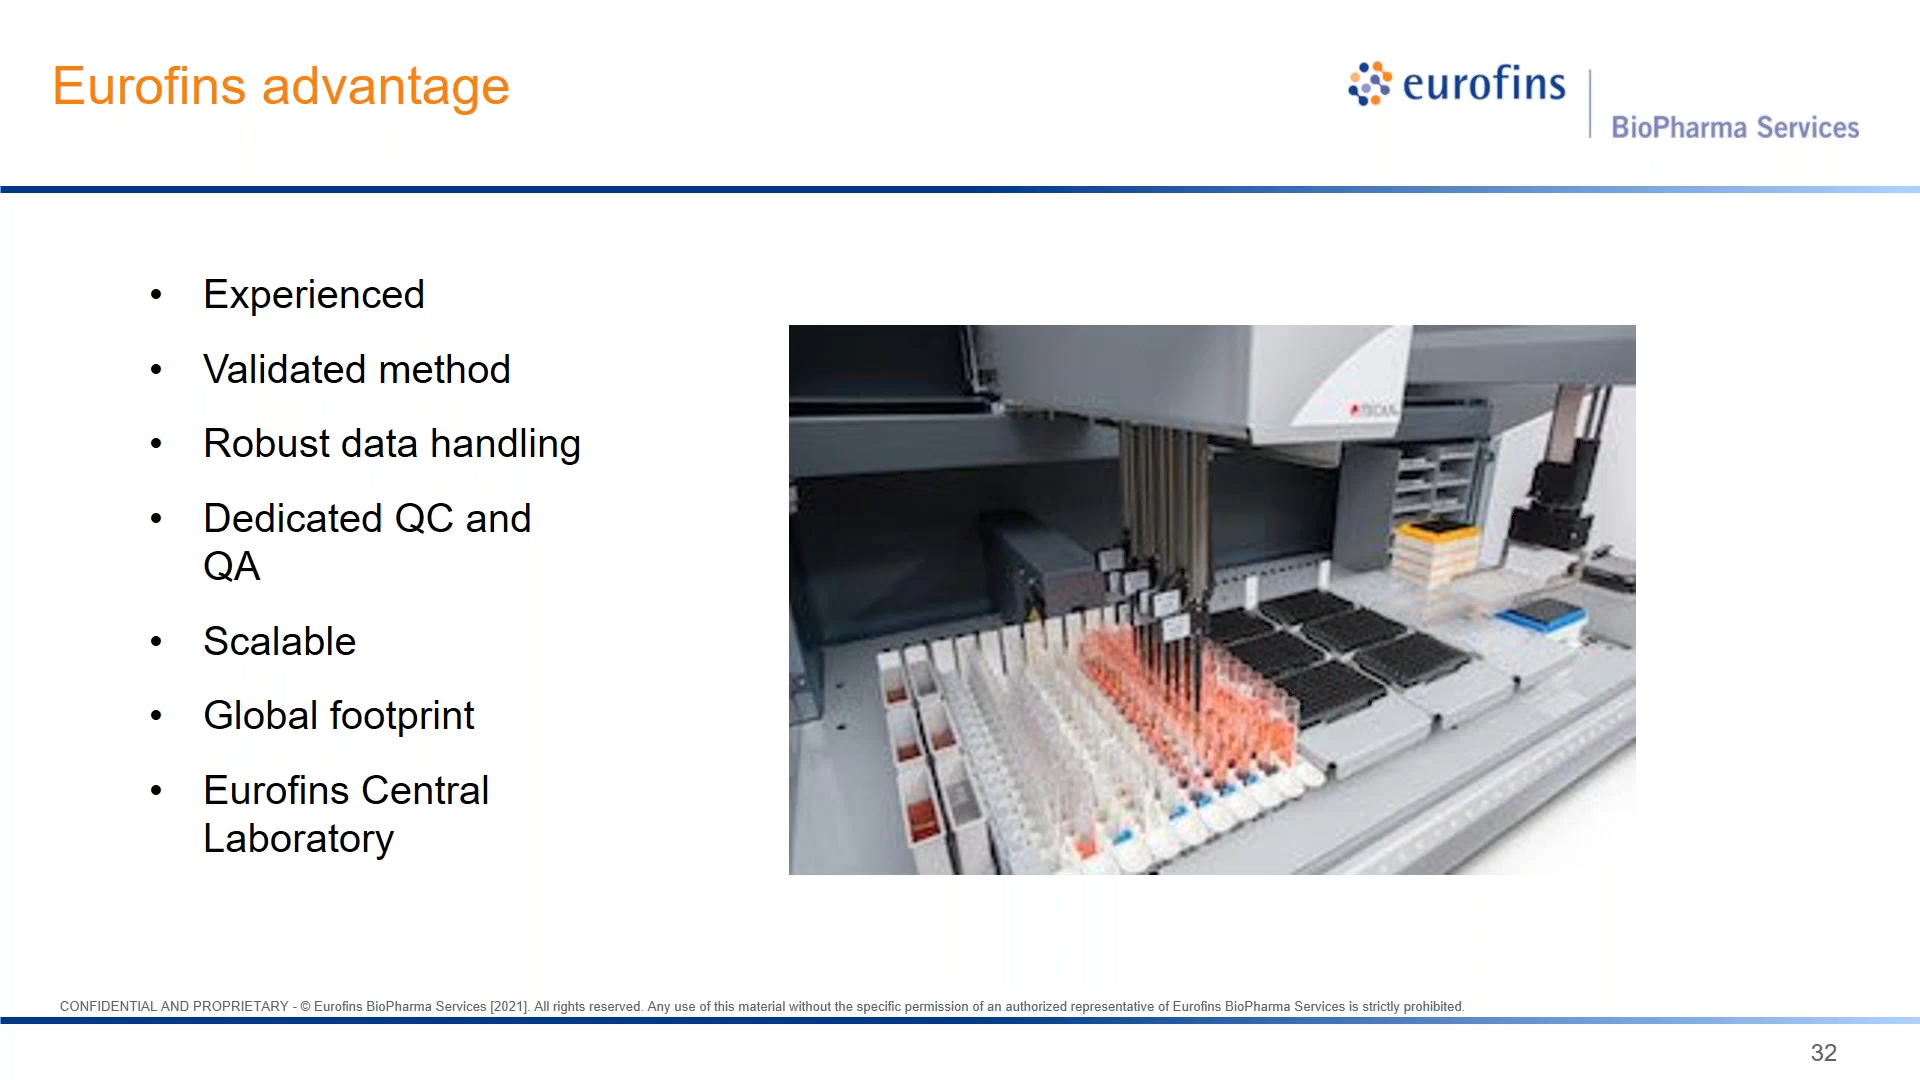 Eurofins advantage
eurofins
BioPharma Services
• Experienced
• Validated method
• Robust data handling
• Dedicated QC and
QA
• Scalable
• Global footprint
• Eurofins Central
Laboratory
TECAN
CONFIDENTIAL AND PROPRIETARY - © Eurofins BioPharma Services [2021]. All rights reserved. Any use of this material without the specific permission of an authorized representative of Eurofins BioPharma Services is strictly prohibited.
32